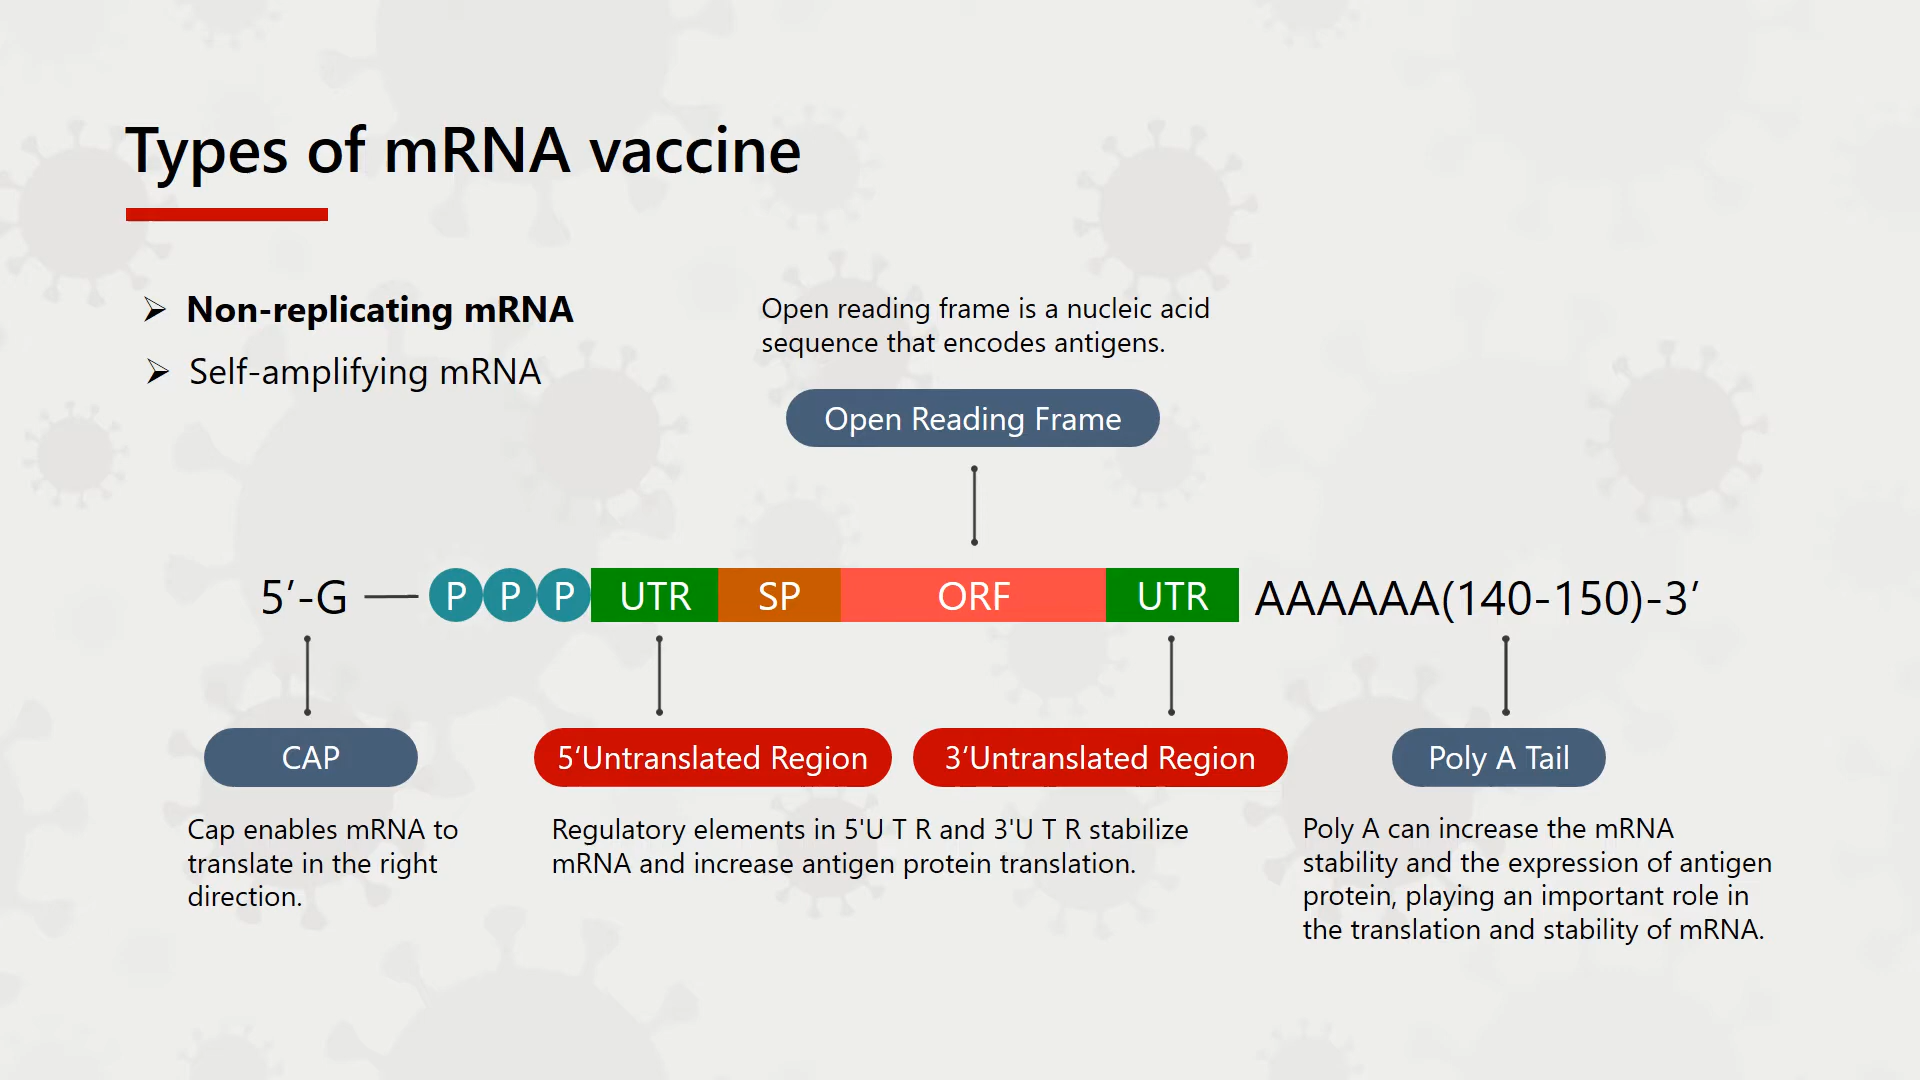 Types of mRNA vaccine
➢ Non-replicating mRNA
➢ Self-amplifying mRNA
Open reading frame is a nucleic acid
sequence that encodes antigens.
Open Reading Frame
5’-G P P P UTR SP ORF UTR AAAAAA(140-150)-3’
CAP
5‘Untranslated Region
3‘Untranslated Region
Poly A Tail
Cap enables mRNA to
translate in the right
direction.
Regulatory elements in 5'U T R and 3'U T R stabilize
mRNA and increase antigen protein translation.
Poly A can increase the mRNA
stability and the expression of antigen
protein, playing an important role in
the translation and stability of mRNA.